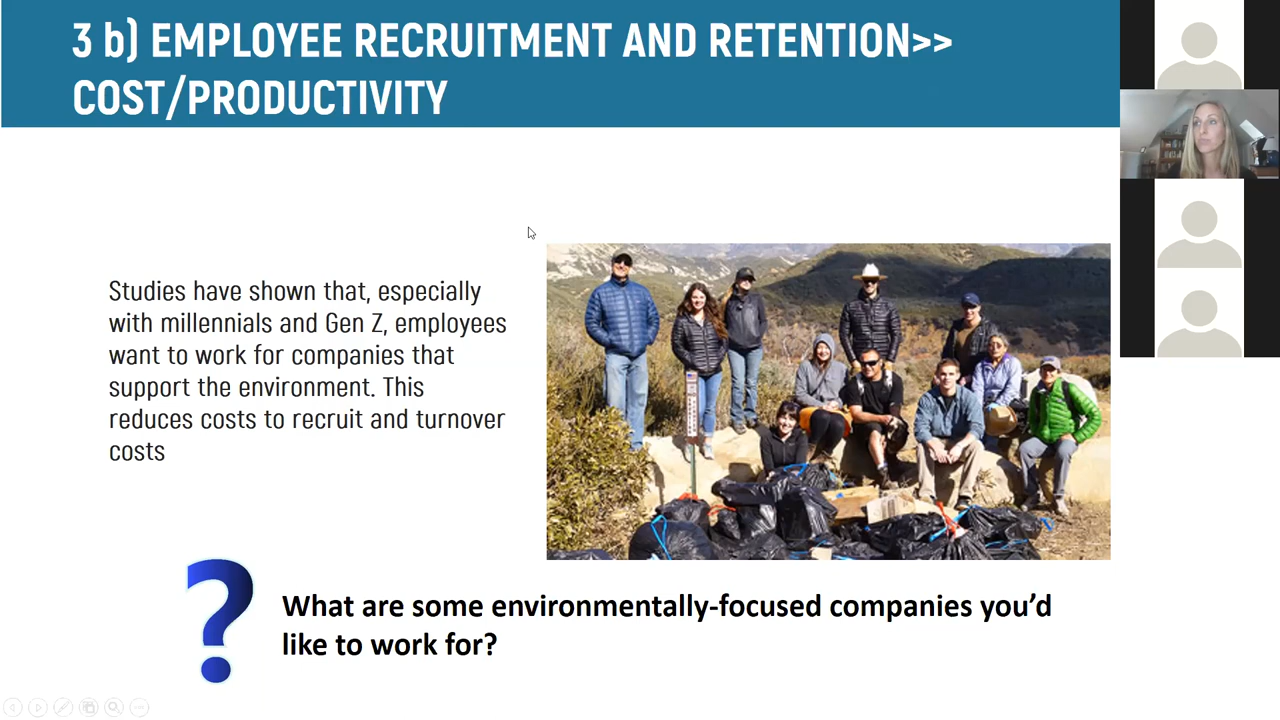 3 b) EMPLOYEE RECRUITMENT AND RETENTION>>
COST/PRODUCTIVITY
Studies have shown that, especially
with millennials and Gen Z, employees
want to work for companies that
support the environment. This
reduces costs to recruit and turnover
costs
?
What are some environmentally-focused companies you’d
like to work for?